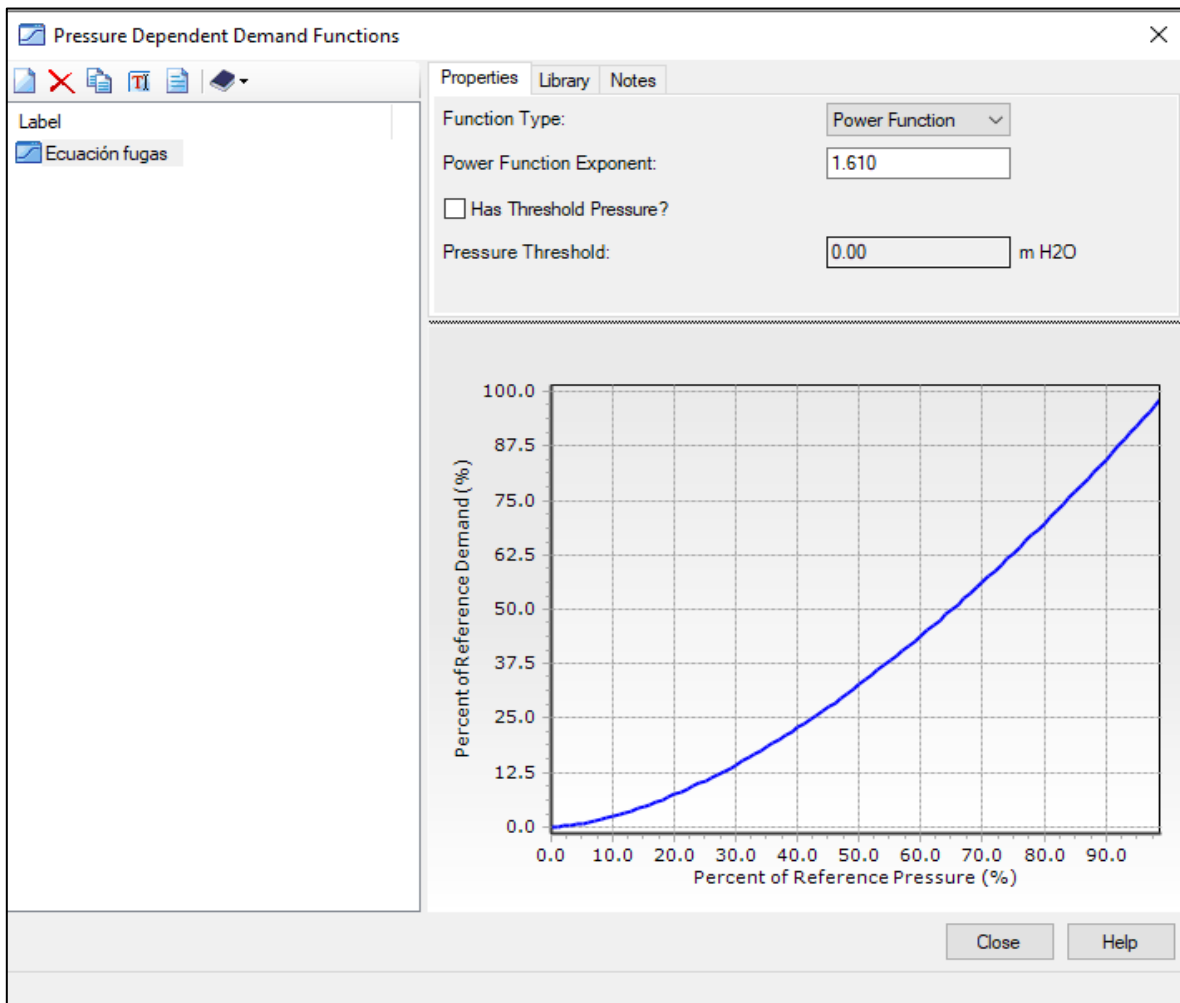 Pressure Dependent Demand Functions
Properties Library Notes
Label
Ecuación fugas
Function Type: Power Function
Power Function Exponent: 1.610
Has Threshold Pressure?
Pressure Threshold: 0.00 m H2O
Percent of Reference Demand (%)
100.0
87.5
75.0
62.5
50.0
37.5
25.0
12.5
0.0
0.0 10.0 20.0 30.0 40.0 50.0 60.0 70.0 80.0 90.0
Percent of Reference Pressure (%)
Close Help